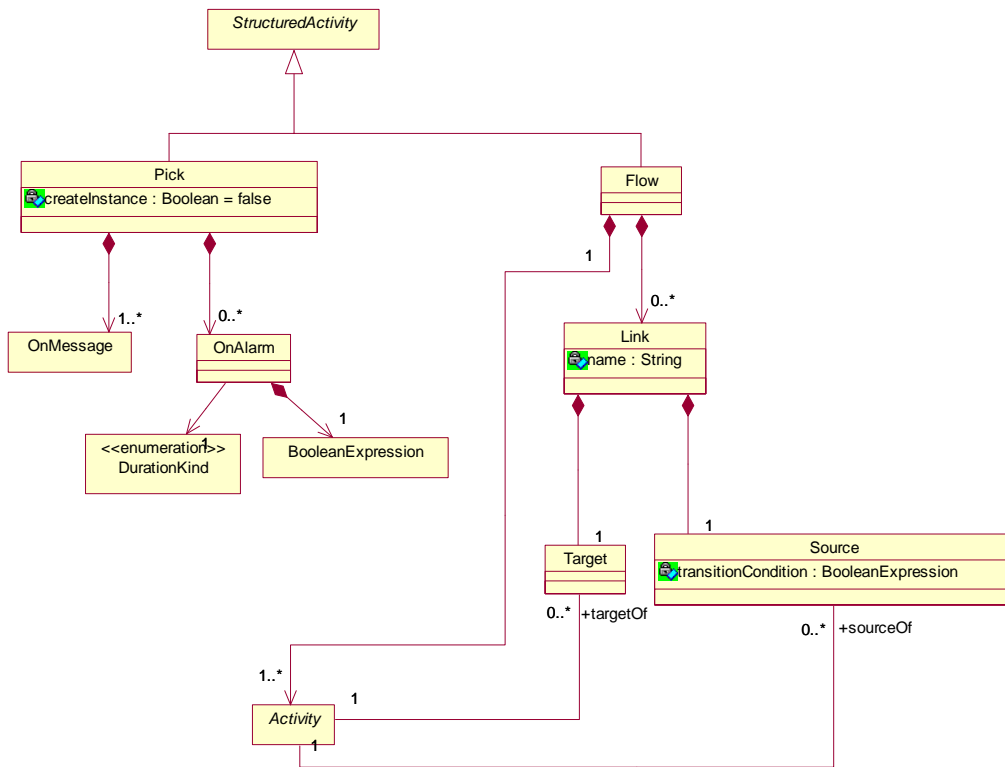 StructuredActivity
Pick
createInstance : Boolean = false
Flow
1
1..*
0..*
0..*
OnMessage
OnAlarm
Link
name : String
1
1
<<enumeration>>
DurationKind
BooleanExpression
1
1
Target
Source
transitionCondition : BooleanExpression
0..*
+targetOf
0..*
+sourceOf
1..*
1
Activity
1